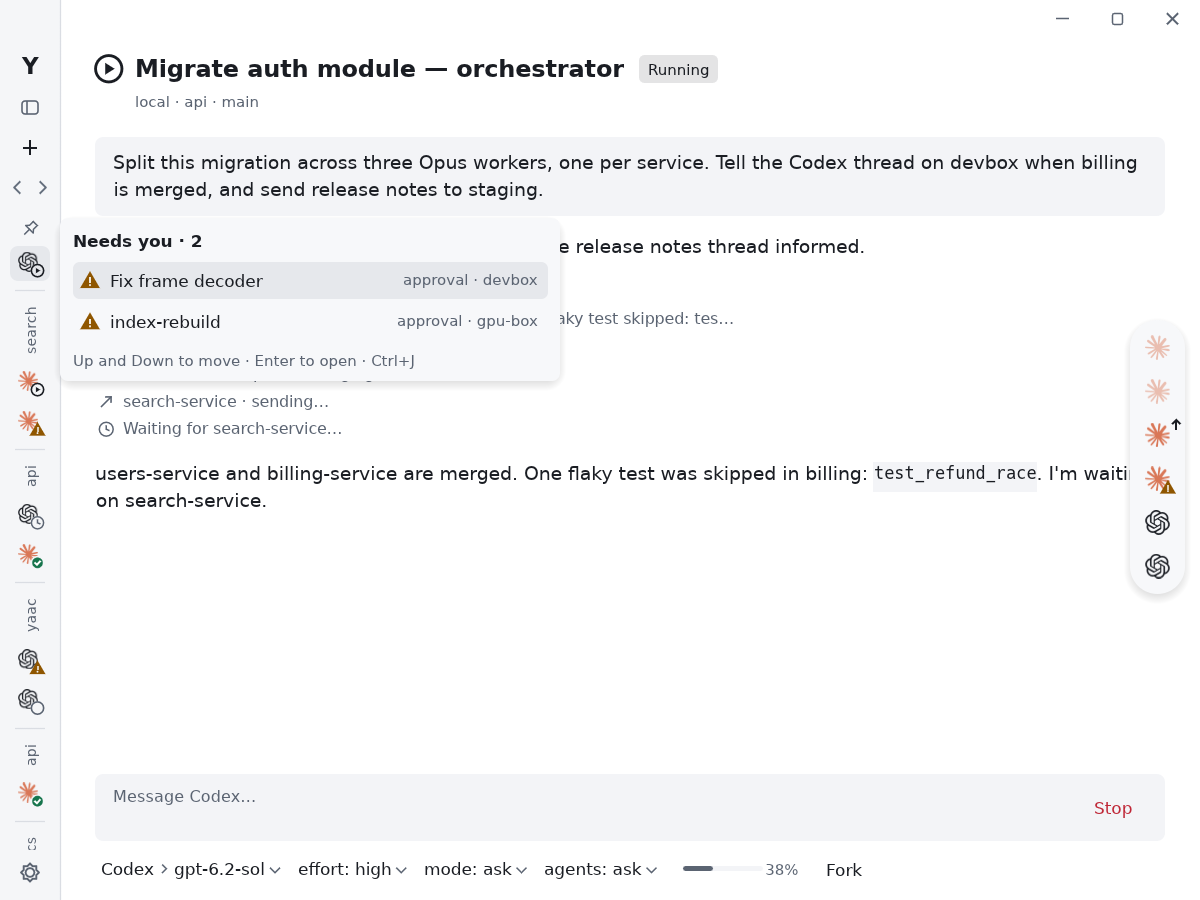 Y
Migrate auth module — orchestrator
Running
local · api · main
Split this migration across three Opus workers, one per service. Tell the Codex thread on devbox when billing
is merged, and send release notes to staging.
Needs you · 2
Fix frame decoder
approval · devbox
index-rebuild
approval · gpu-box
Up and Down to move · Enter to open · Ctrl+J
e release notes thread informed.
aky test skipped: tes…
search-service · sending…
Waiting for search-service…
users-service and billing-service are merged. One flaky test was skipped in billing: test_refund_race. I'm waiti
on search-service.
search
api
yaac
api
cs
Message Codex…
Stop
Codex
gpt-6.2-sol
effort: high
mode: ask
agents: ask
38%
Fork